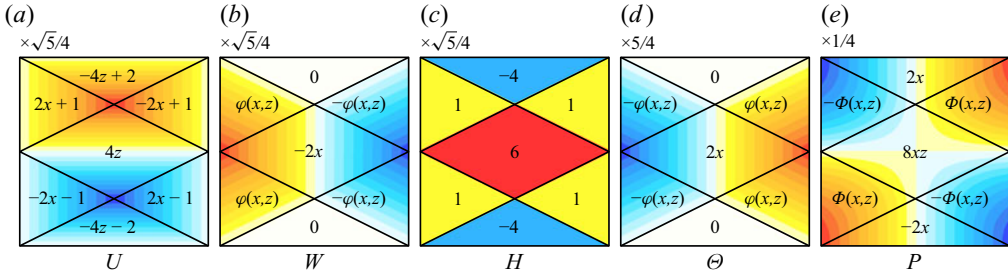 (a) (b) (c) (d) (e)
×√5/4 ×√5/4 ×√5/4 ×5/4 ×1/4
−4z + 2 0 −4 0 2x
2x + 1 −2x + 1 φ(x,z) −φ(x,z) 1 1 −φ(x,z) φ(x,z) −Φ(x,z) Φ(x,z)
4z −2x 6 2x 8xz
−2x − 1 2x − 1 φ(x,z) −φ(x,z) 1 1 −φ(x,z) φ(x,z) Φ(x,z) −Φ(x,z)
−4z − 2 0 −4 0 −2x
U W H Θ P